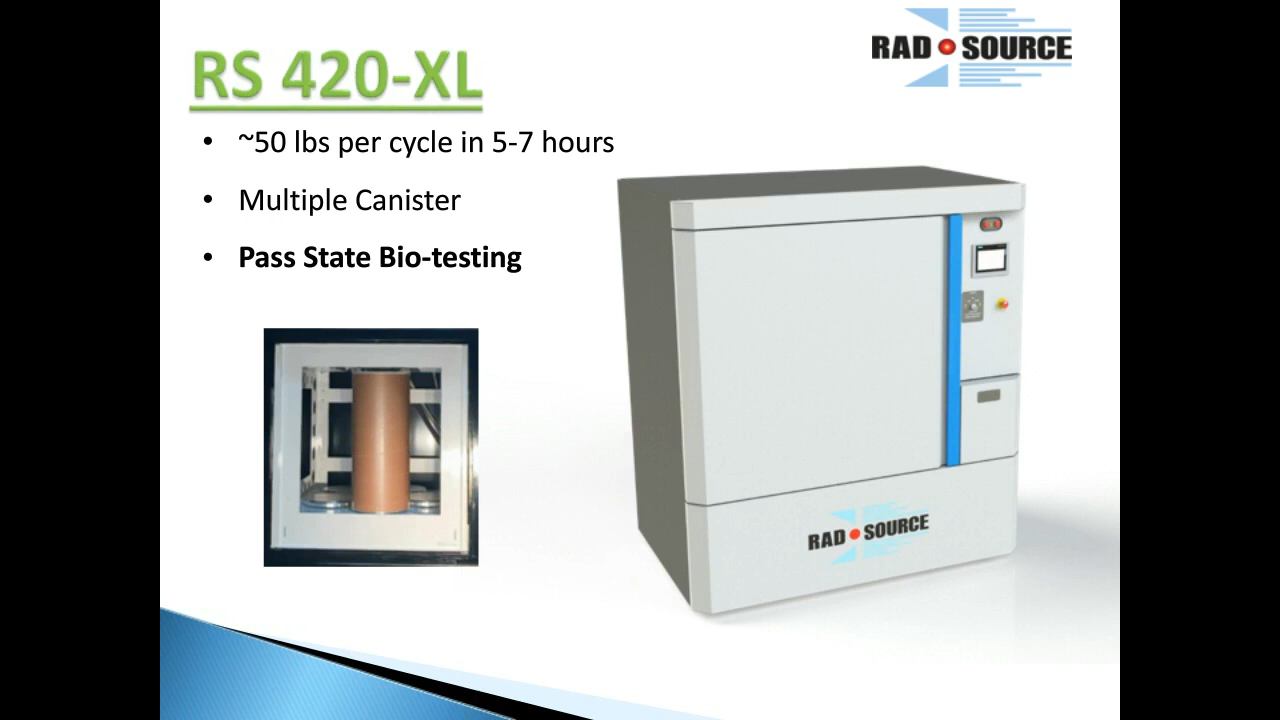 RAD SOURCE
RS 420-XL
• ~50 lbs per cycle in 5-7 hours
• Multiple Canister
• Pass State Bio-testing
RAD SOURCE